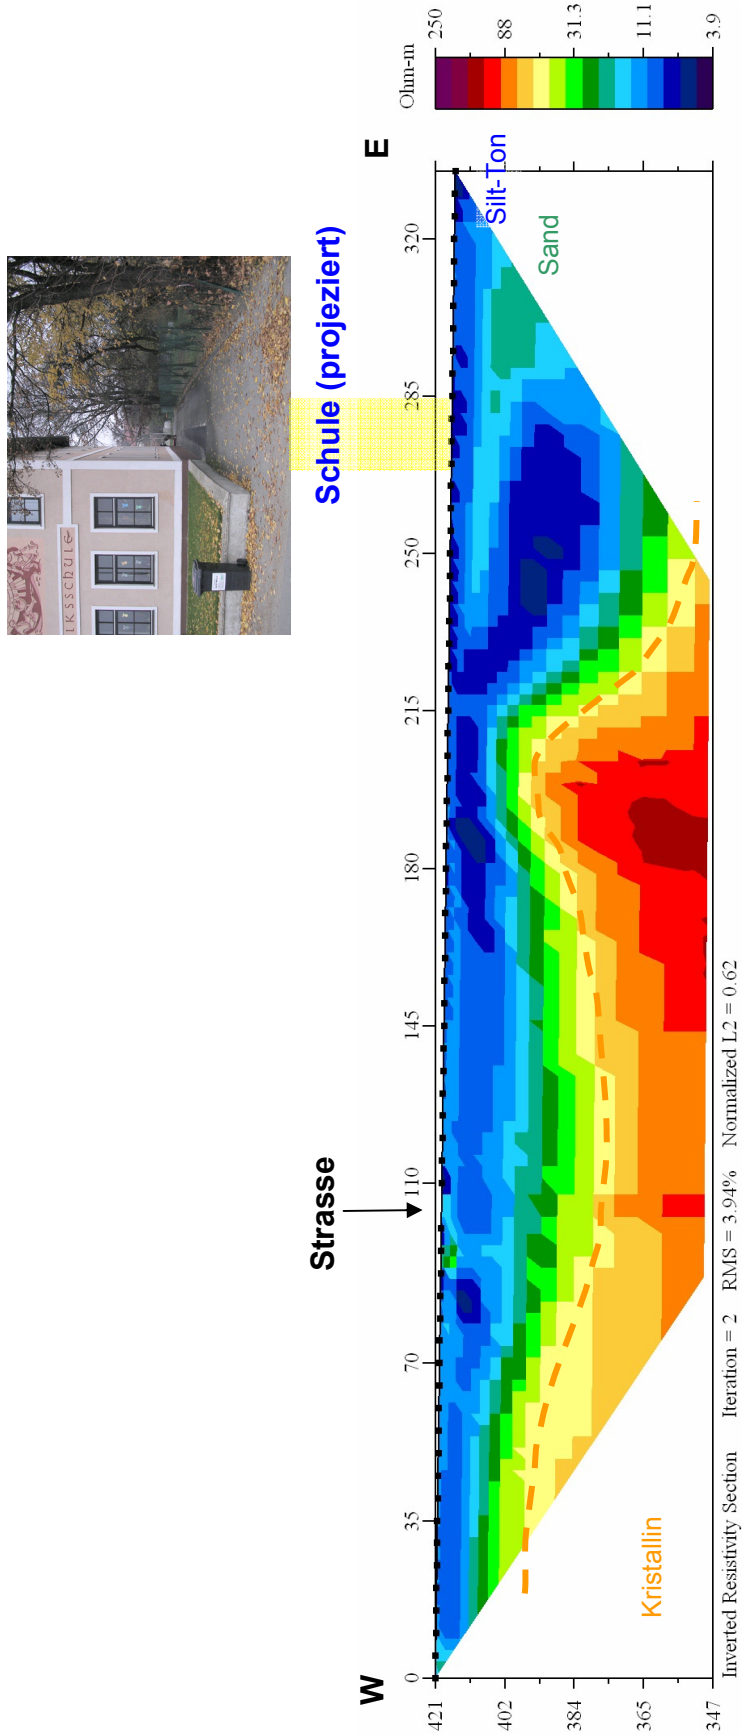 LKSSCHULE
Schule (projeziert)
Strasse
W
E
Ohm-m
250
88
31.3
11.1
3.9
0
35
70
110
145
180
215
250
285
320
421
402
384
365
347
Silt-Ton
Sand
Kristallin
Inverted Resistivity Section Iteration = 2 RMS = 3.94% Normalized L2 = 0.62